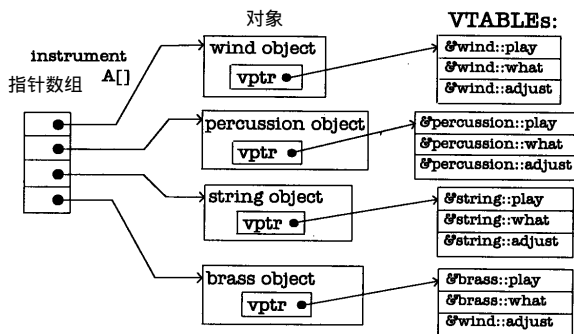 对象
VTABLEs:
instrument
A[]
指针数组
wind object
vptr
&wind::play
&wind::what
&wind::adjust
percussion object
vptr
&percussion::play
&percussion::what
&percussion::adjust
string object
vptr
&string::play
&string::what
&string::adjust
brass object
vptr
&brass::play
&brass::what
&wind::adjust